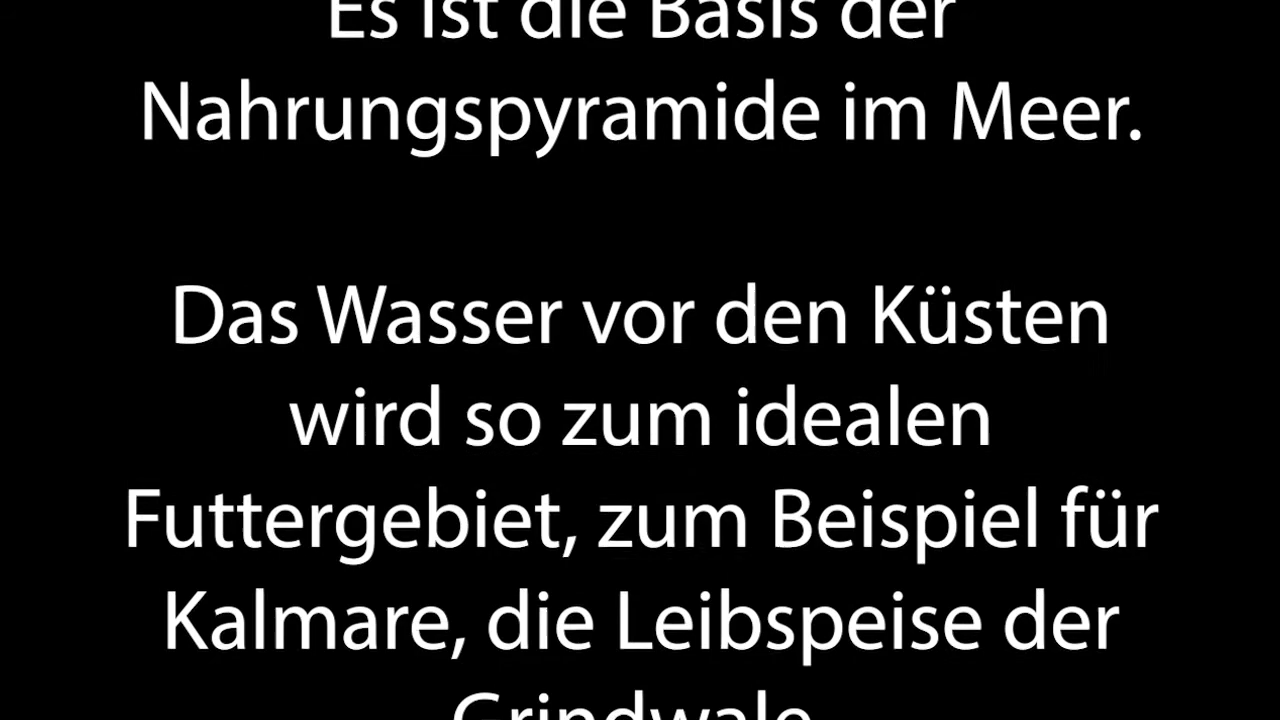 Es ist die Basis der
Nahrungspyramide im Meer.
Das Wasser vor den Küsten
wird so zum idealen
Futtergebiet, zum Beispiel für
Kalmare, die Leibspeise der
Grindwale